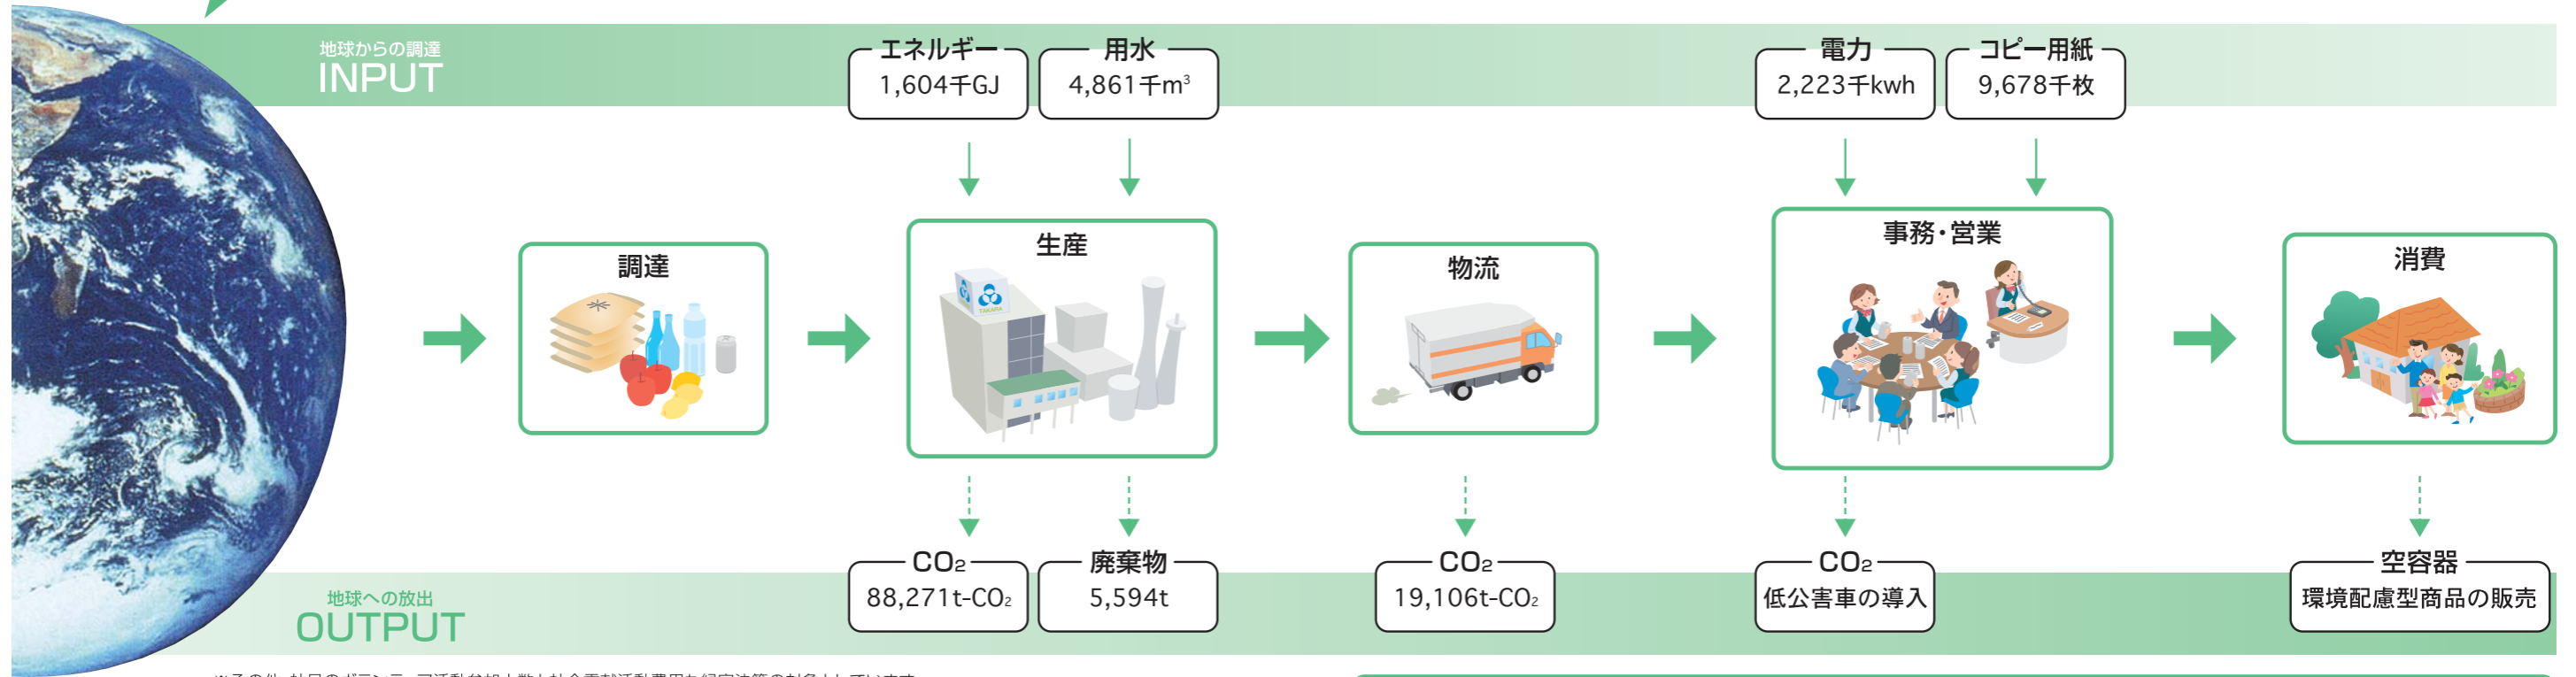 地球からの調達
INPUT
エネルギー
1,604千GJ
用水
4,861千m³
電力
2,223千kwh
コピー用紙
9,678千枚
調達
生産
TAKARA
物流
事務・営業
消費
CO₂
88,271t-CO₂
廃棄物
5,594t
CO₂
19,106t-CO₂
CO₂
低公害車の導入
空容器
環境配慮型商品の販売
地球への放出
OUTPUT